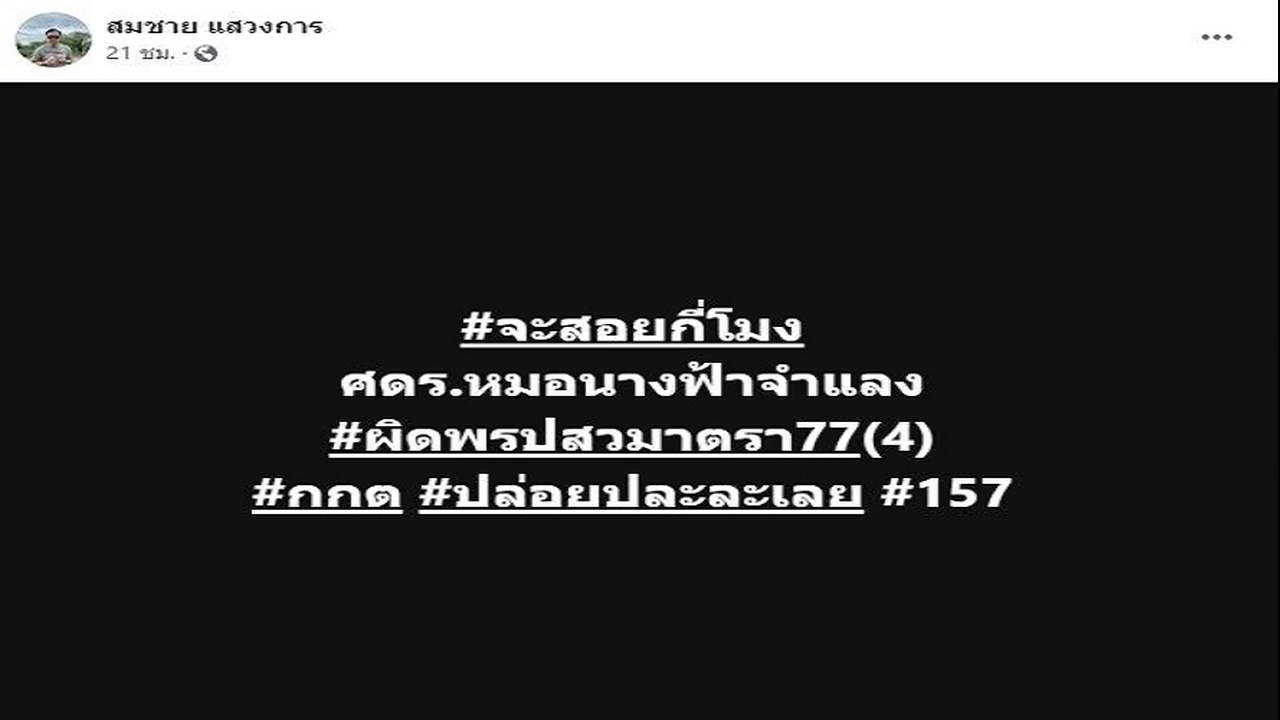 สมชาย แสวงการ
21 ชม. ·
#จะสอยกี่โมง
ศดร.หมอนางฟ้าจำแลง
#ผิดพรปสวมาตรา77(4)
#กกต #ปล่อยปละละเลย #157